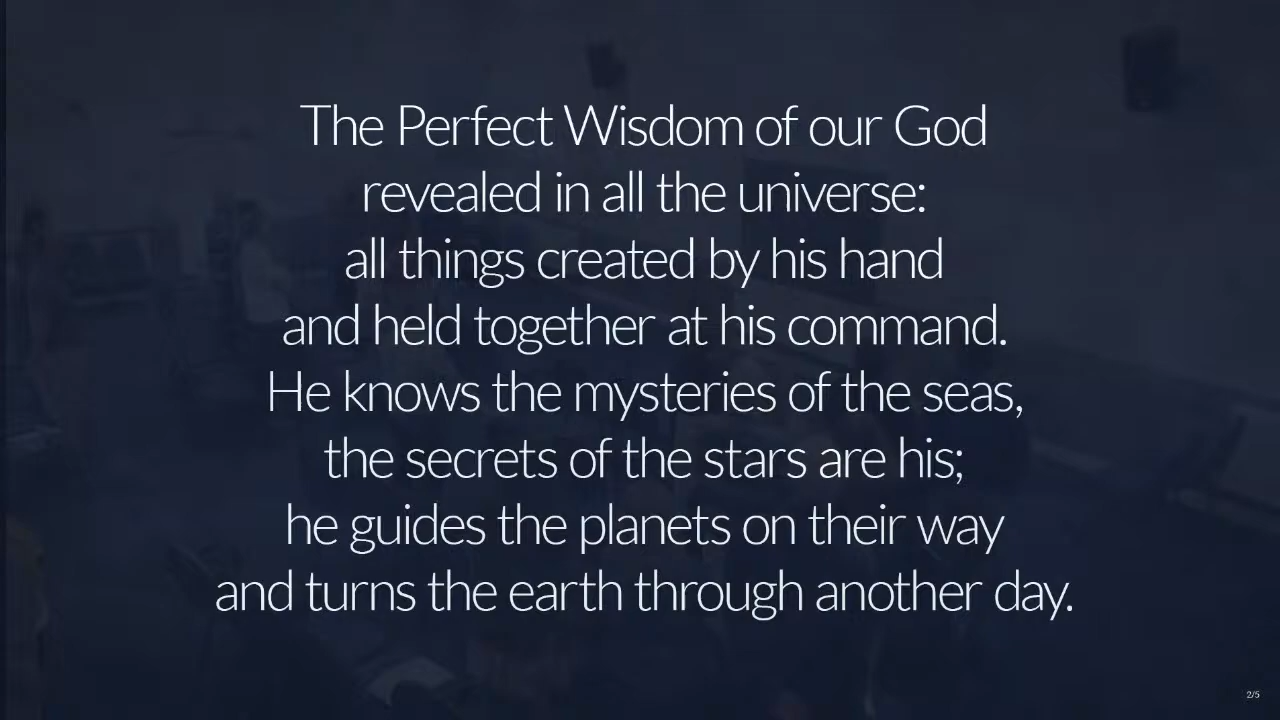 The Perfect Wisdom of our God
revealed in all the universe:
all things created by his hand
and held together at his command.
He knows the mysteries of the seas,
the secrets of the stars are his;
he guides the planets on their way
and turns the earth through another day.
2/5